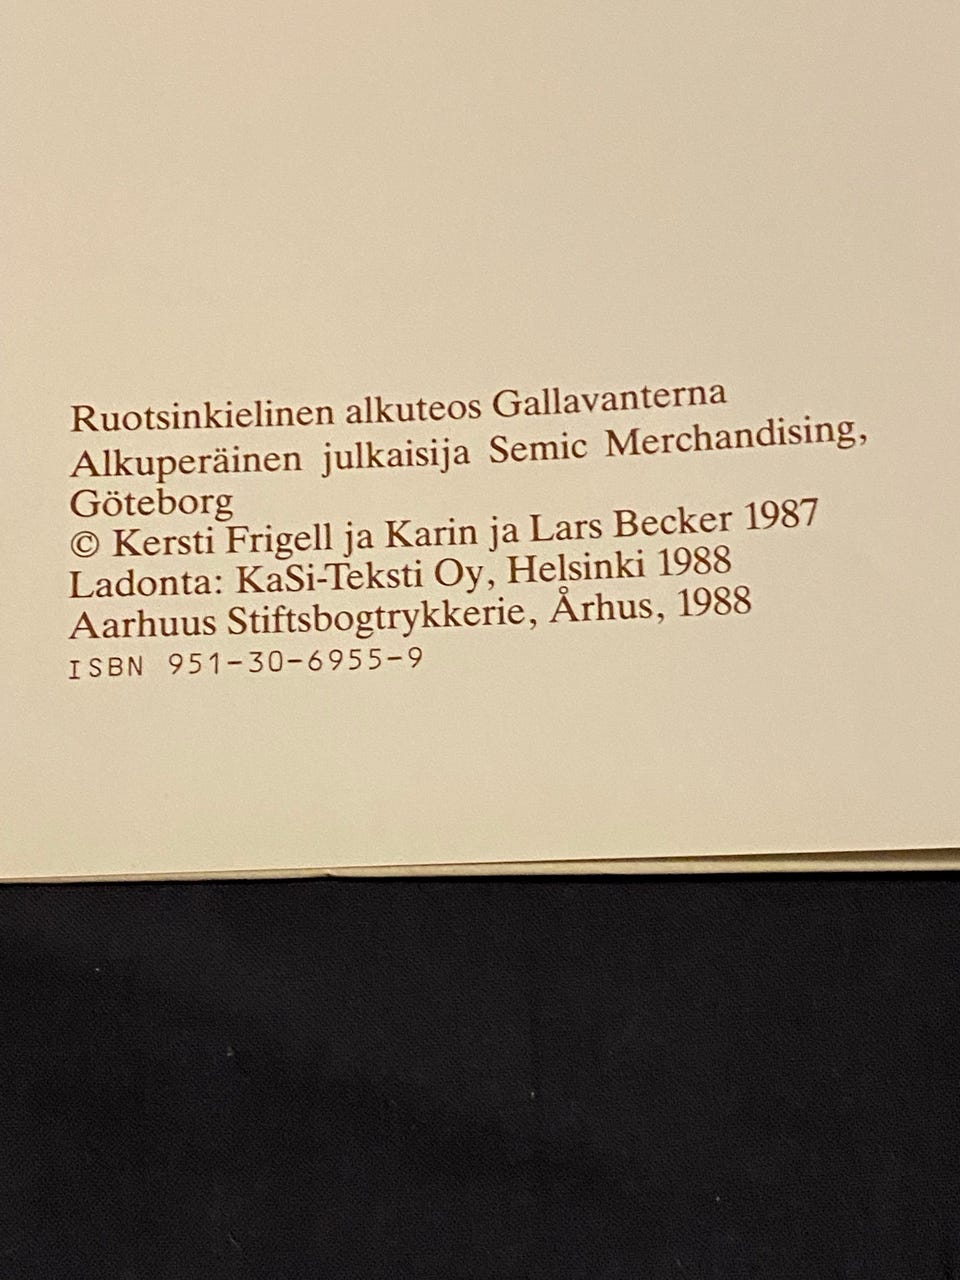 Ruotsinkielinen alkuteos Gallavanterna
Alkuperäinen julkaisija Semic Merchandising,
Göteborg
© Kersti Frigell ja Karin ja Lars Becker 1987
Ladonta: KaSi-Teksti Oy, Helsinki 1988
Aarhuus Stiftsbogtrykkerie, Århus, 1988
ISBN 951-30-6955-9